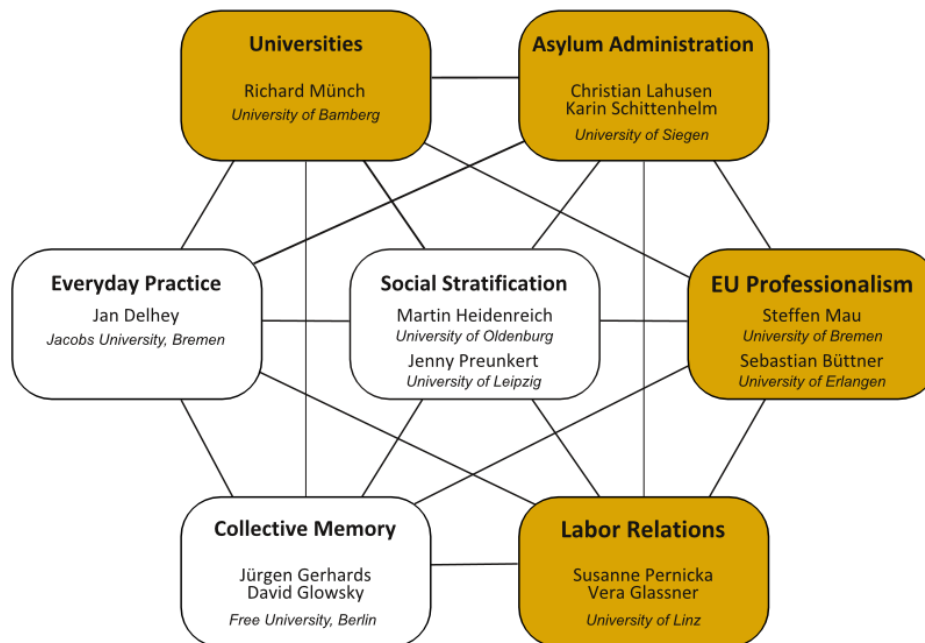 Universities
Richard Münch
University of Bamberg
Asylum Administration
Christian Lahusen
Karin Schittenhelm
University of Siegen
Everyday Practice
Jan Delhey
Jacobs University, Bremen
Social Stratification
Martin Heidenreich
University of Oldenburg
Jenny Preunkert
University of Leipzig
EU Professionalism
Steffen Mau
University of Bremen
Sebastian Büttner
University of Erlangen
Collective Memory
Jürgen Gerhards
David Glowsky
Free University, Berlin
Labor Relations
Susanne Pernicka
Vera Glassner
University of Linz